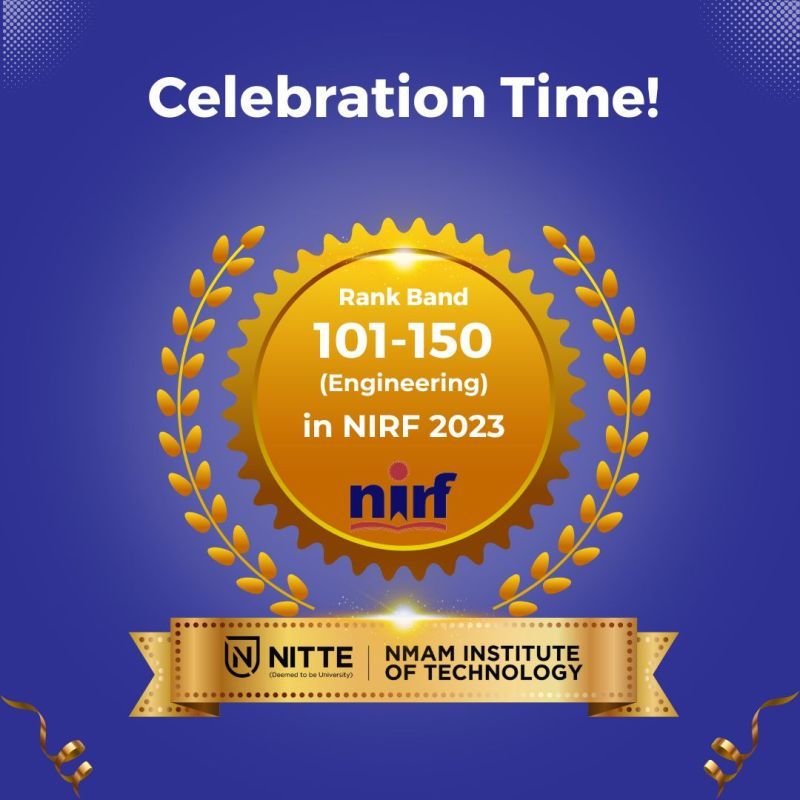 Celebration Time!
Rank Band
101-150
(Engineering)
in NIRF 2023
nirf
N NITTE
(Deemed to be University)
NMAM INSTITUTE
OF TECHNOLOGY